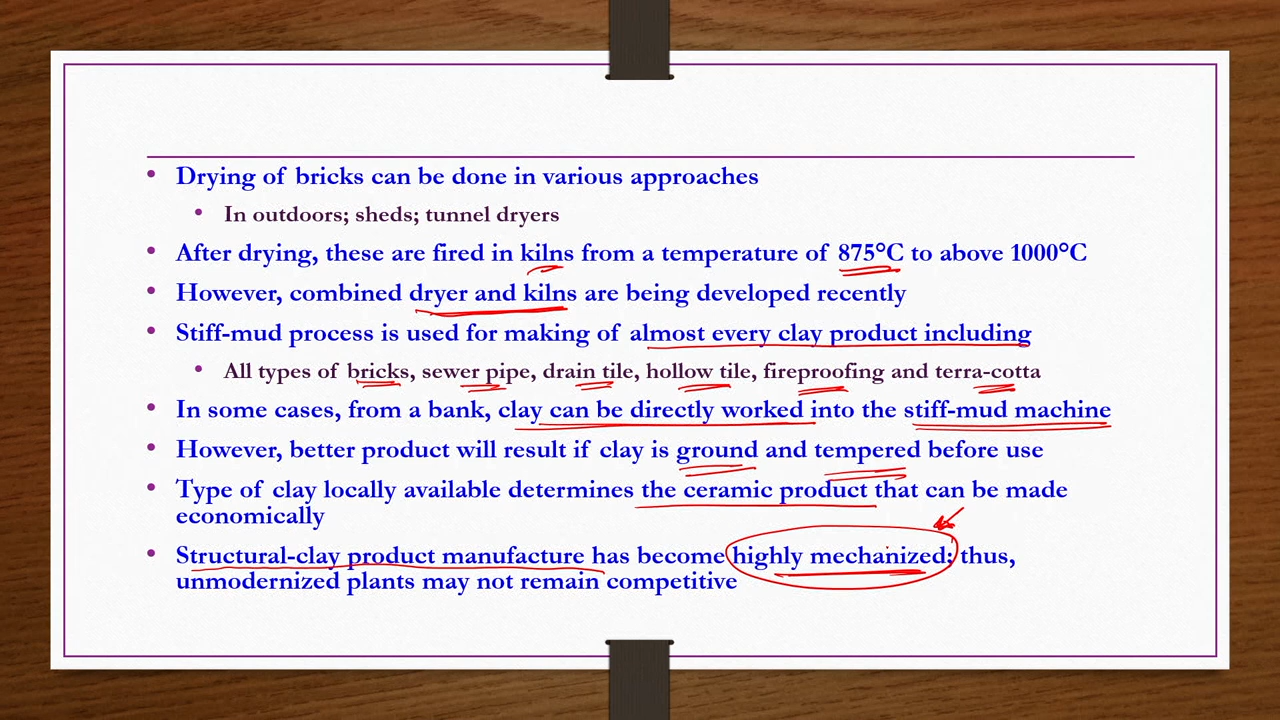 • Drying of bricks can be done in various approaches
• In outdoors; sheds; tunnel dryers
• After drying, these are fired in kilns from a temperature of 875°C to above 1000°C
• However, combined dryer and kilns are being developed recently
• Stiff-mud process is used for making of almost every clay product including
• All types of bricks, sewer pipe, drain tile, hollow tile, fireproofing and terra-cotta
• In some cases, from a bank, clay can be directly worked into the stiff-mud machine
• However, better product will result if clay is ground and tempered before use
• Type of clay locally available determines the ceramic product that can be made
economically
• Structural-clay product manufacture has become highly mechanized; thus,
unmodernized plants may not remain competitive